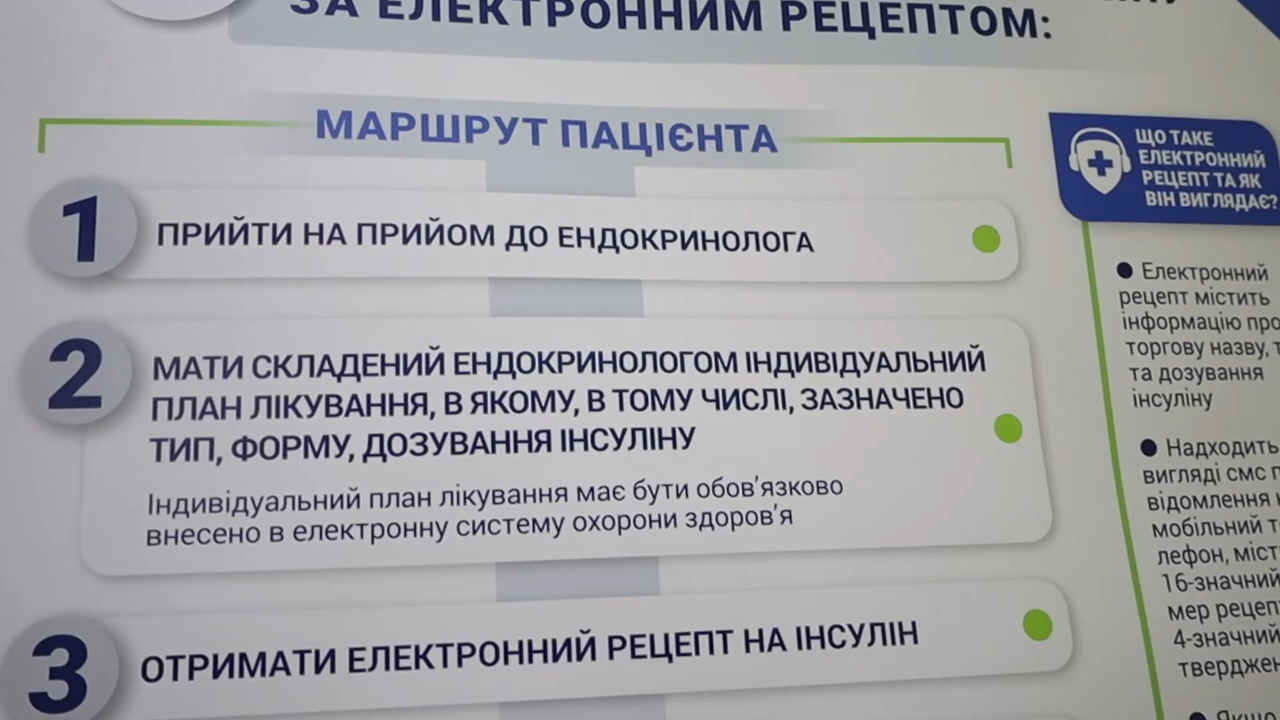 ЗА ЕЛЕКТРОННИМ РЕЦЕПТОМ:
МАРШРУТ ПАЦІЄНТА
1
ПРИЙТИ НА ПРИЙОМ ДО ЕНДОКРИНОЛОГА
2
МАТИ СКЛАДЕНИЙ ЕНДОКРИНОЛОГОМ ІНДИВІДУАЛЬНИЙ
ПЛАН ЛІКУВАННЯ, В ЯКОМУ, В ТОМУ ЧИСЛІ, ЗАЗНАЧЕНО
ТИП, ФОРМУ, ДОЗУВАННЯ ІНСУЛІНУ
Індивідуальний план лікування має бути обов'язково
внесено в електронну систему охорони здоров'я
3
ОТРИМАТИ ЕЛЕКТРОННИЙ РЕЦЕПТ НА ІНСУЛІН
ЩО ТАКЕ
ЕЛЕКТРОННИЙ
РЕЦЕПТ ТА ЯК
ВІН ВИГЛЯДАЄ?
● Електронний
рецепт містить
інформацію про
торгову назву,
та дозування
інсуліну
● Надходить
вигляді смс
відомлення
мобільний
лефон,
16-значний
мер
4-значний
● Якщо